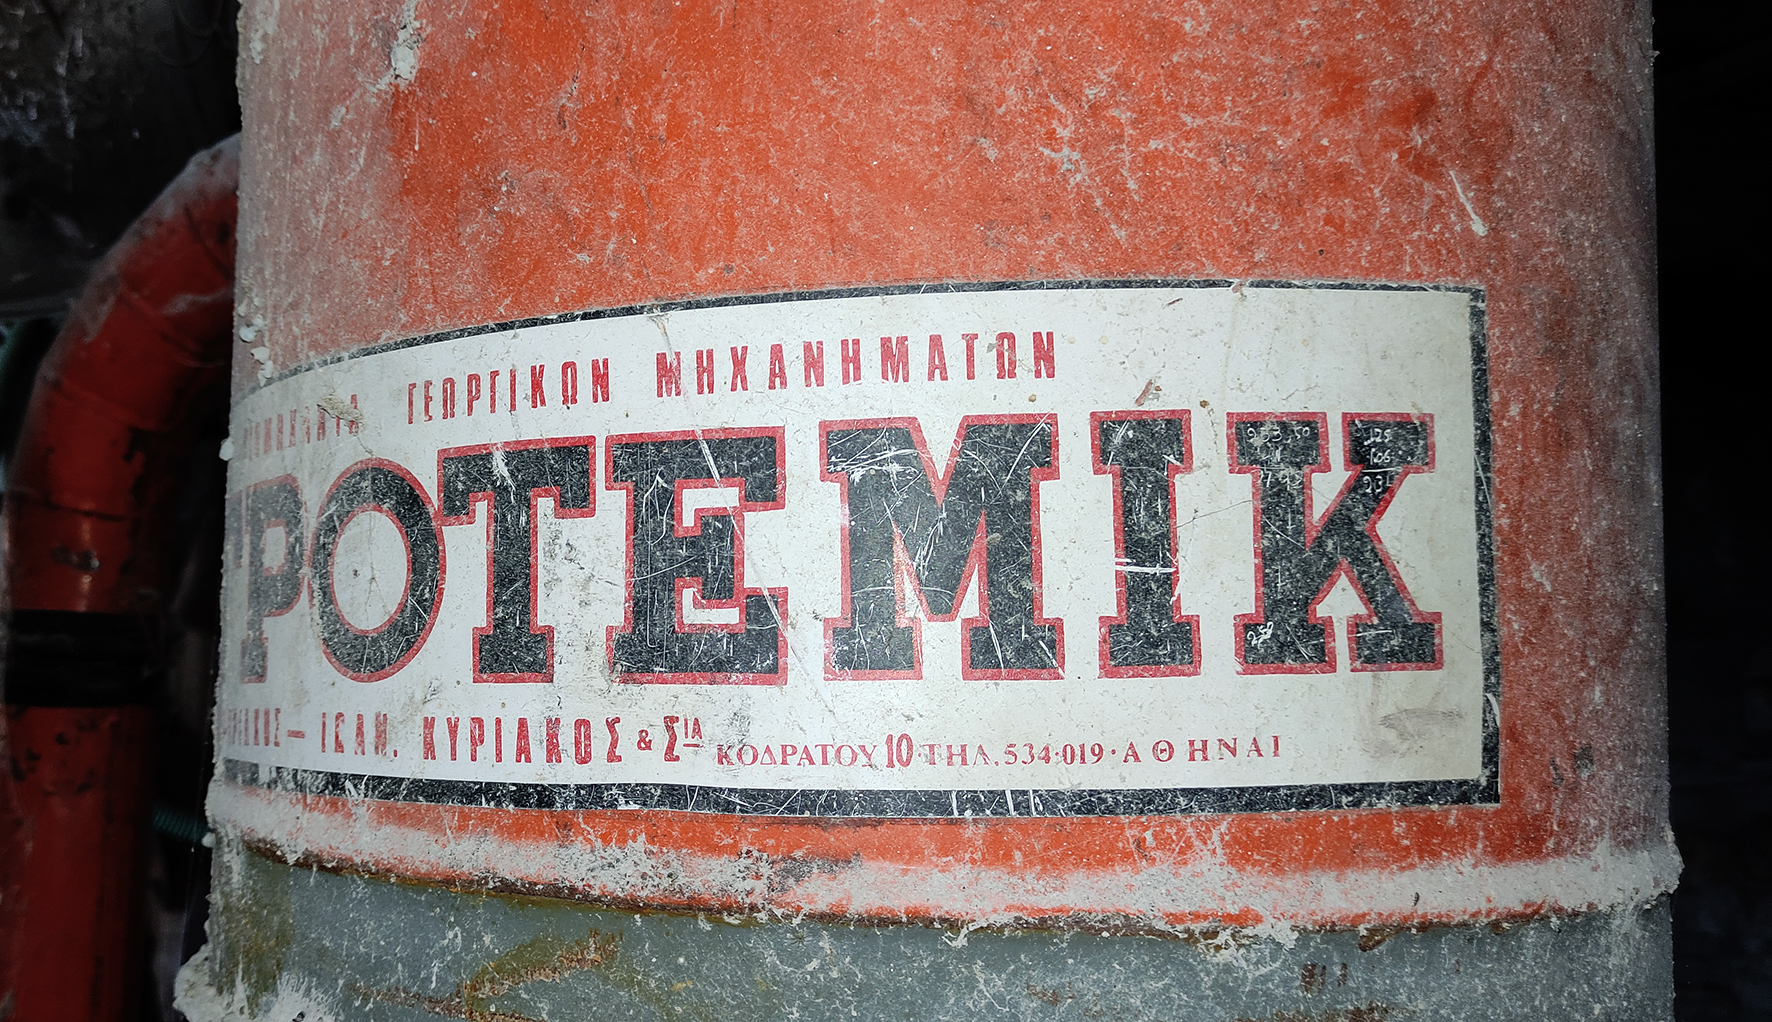 ΓΕΩΡΓΙΚΩΝ ΜΗΧΑΝΗΜΑΤΩΝ
ΡΟΤΕΜΙΚ
ΙΩΑΝ. ΚΥΡΙΑΚΟΣ & ΣΙΑ ΚΟΔΡΑΤΟΥ 10·ΤΗΛ. 534·019·ΑΘΗΝΑΙ